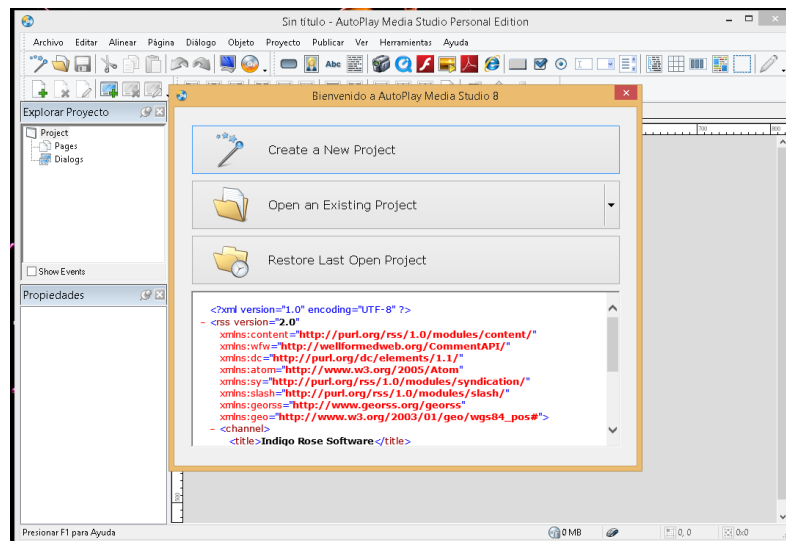 Sin título - AutoPlay Media Studio Personal Edition
Archivo Editar Alinear Página Diálogo Objeto Proyecto Publicar Ver Herramientas Ayuda
Abc
Explorar Proyecto
Project
Pages
Dialogs
Show Events
Propiedades
Bienvenido a AutoPlay Media Studio 8
Create a New Project
Open an Existing Project
Restore Last Open Project
<?xml version="1.0" encoding="UTF-8" ?>
- <rss version="2.0"
xmlns:content="http://purl.org/rss/1.0/modules/content/"
xmlns:wfw="http://wellformedweb.org/CommentAPI/"
xmlns:dc="http://purl.org/dc/elements/1.1/"
xmlns:atom="http://www.w3.org/2005/Atom"
xmlns:sy="http://purl.org/rss/1.0/modules/syndication/"
xmlns:slash="http://purl.org/rss/1.0/modules/slash/"
xmlns:georss="http://www.georss.org/georss"
xmlns:geo="http://www.w3.org/2003/01/geo/wgs84_pos#">
- <channel>
<title>Indigo Rose Software</title>
700
800
500
Presionar F1 para Ayuda
0 MB
0, 0
0x0